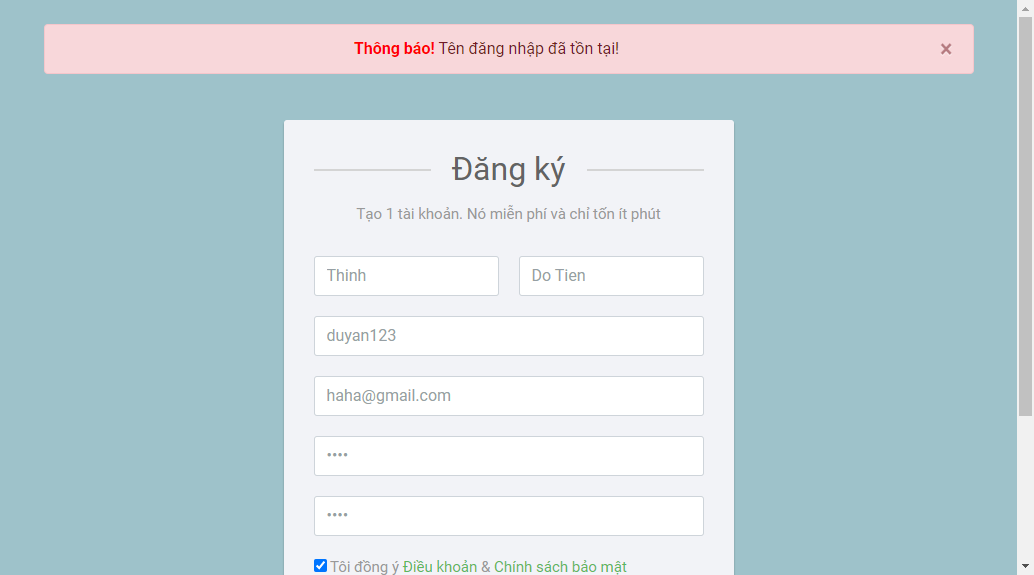 Thông báo! Tên đăng nhập đã tồn tại! ×
Đăng ký
Tạo 1 tài khoản. Nó miễn phí và chỉ tốn ít phút
Thinh Do Tien
duyan123
haha@gmail.com
••••
••••
Tôi đồng ý Điều khoản & Chính sách bảo mật